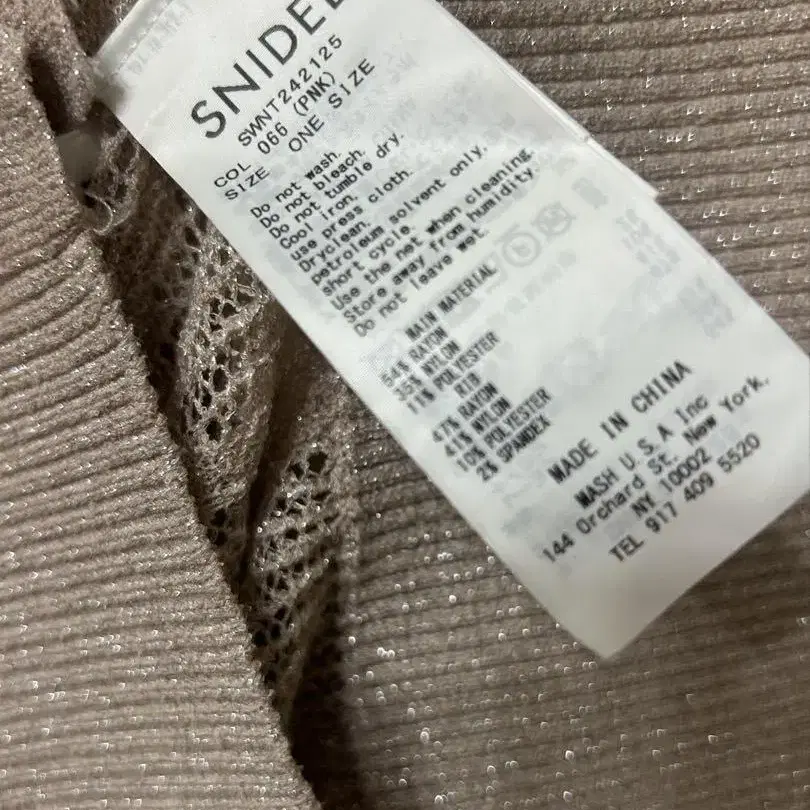 SNIDEL
SWNT242125
COL 066 (PNK)
SIZE ONE SIZE
Do not wash.
Do not bleach.
Do not tumble dry.
Cool iron.
use press cloth.
Dryclean.
petroleum solvent only.
short cycle.
Use the net when cleaning.
Store away from humidity.
Do not leave wet.
MAIN MATERIAL
54% RAYON
35% NYLON
11% POLYESTER
RIB
47% RAYON
41% NYLON
10% POLYESTER
2% SPANDEX
MADE IN CHINA
MASH U.S.A Inc
144 Orchard St. New York,
NY 10002
TEL 917 409 5520